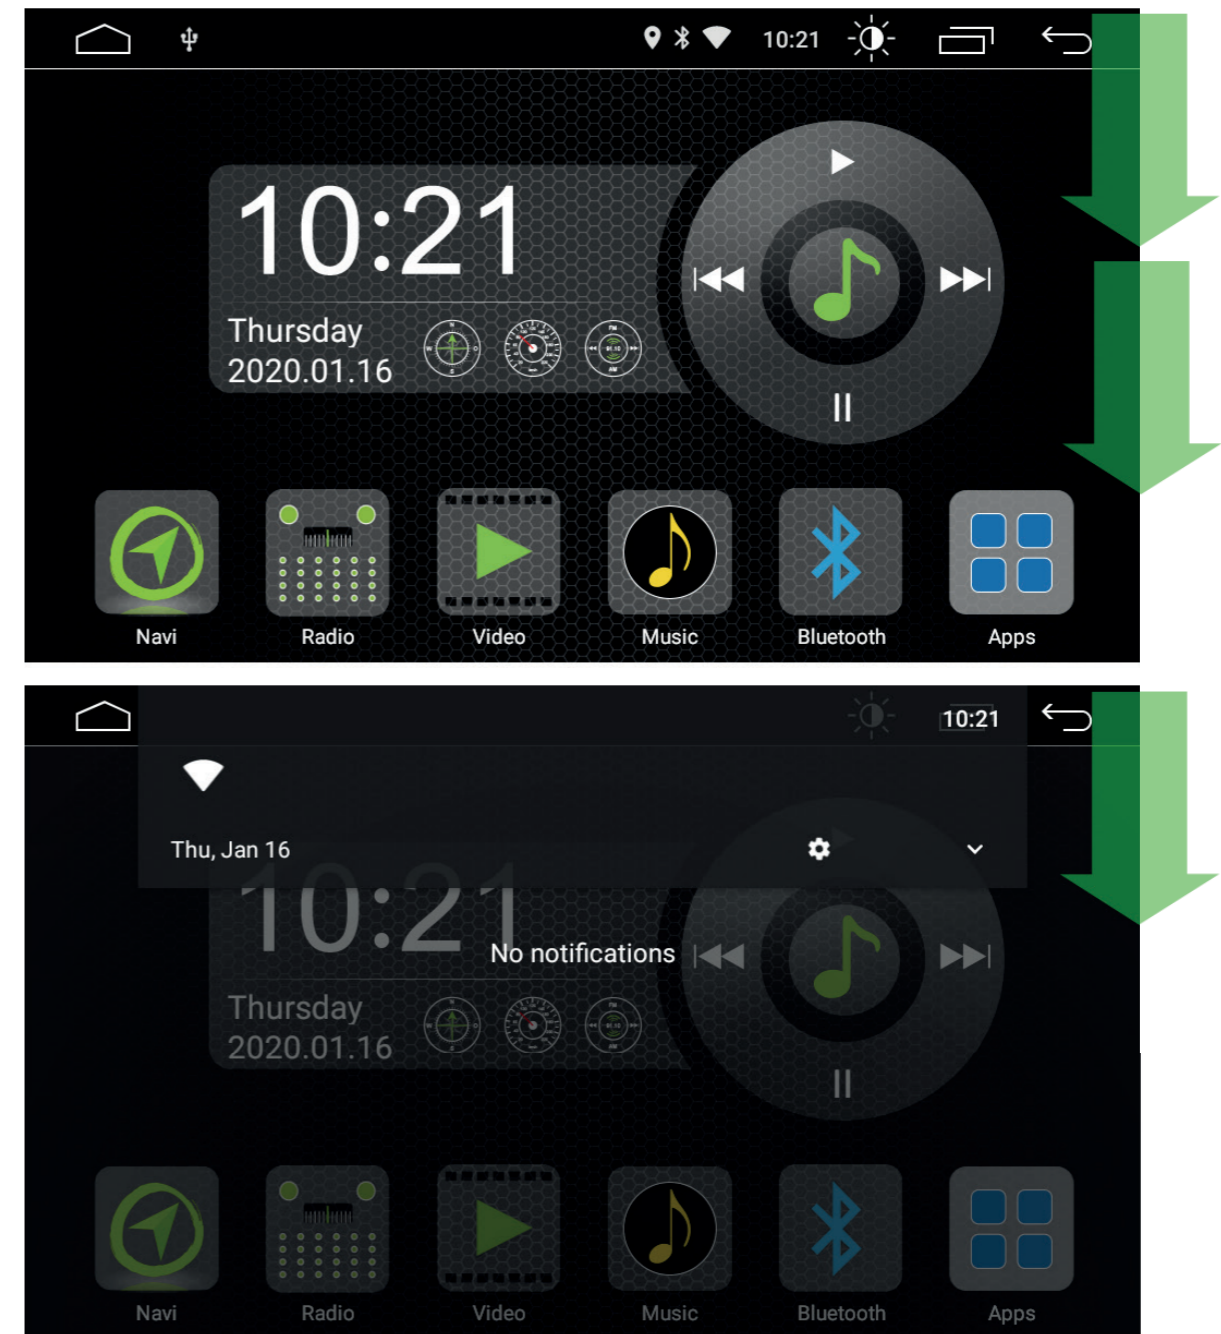 10:21
10:21
Thursday
2020.01.16
Navi
Radio
Video
Music
Bluetooth
Apps
10:21
Thu, Jan 16
10:21
No notifications
Thursday
2020.01.16
Navi
Radio
Video
Music
Bluetooth
Apps